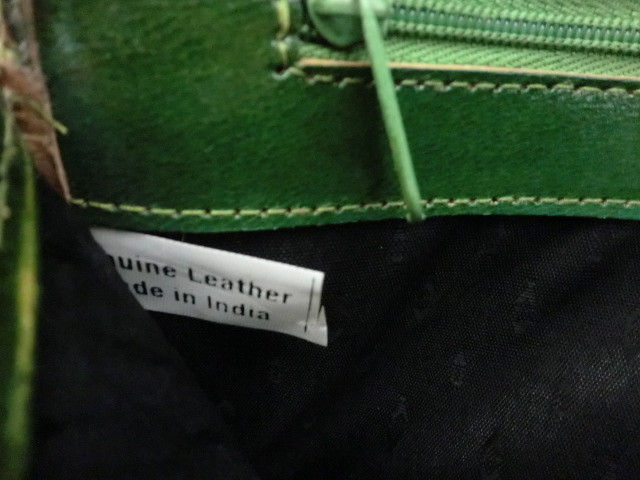 uine Leather
de in India